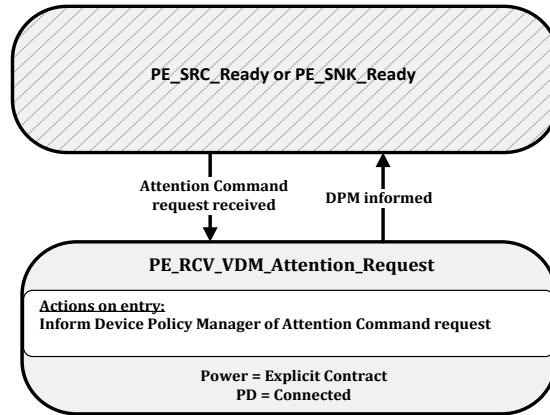 PE_SRC_Ready or PE_SNK_Ready
Attention Command
request received
DPM informed
PE_RCV_VDM_Attention_Request
Actions on entry:
Inform Device Policy Manager of Attention Command request
Power = Explicit Contract
PD = Connected